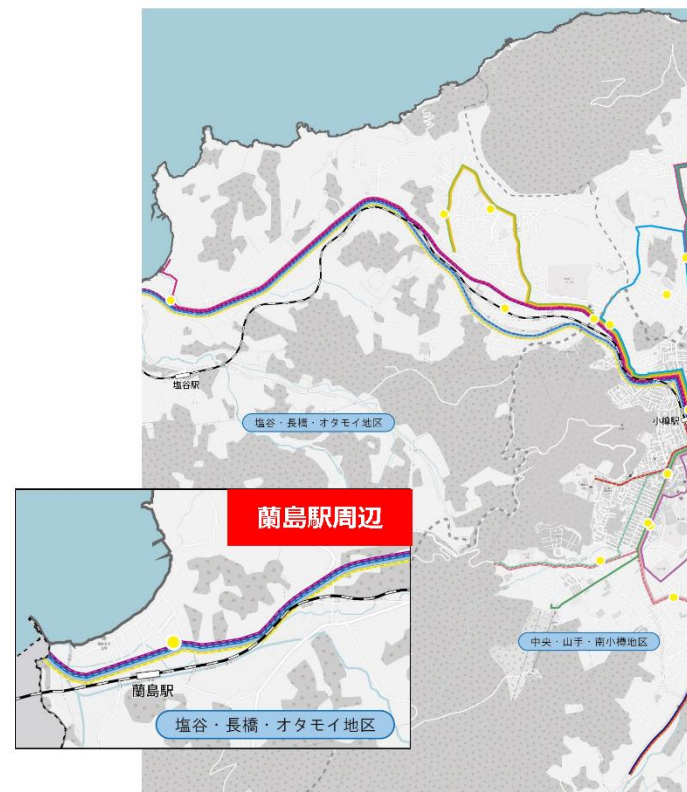 塩谷駅
塩谷・長橋・オタモイ地区
小樽駅
蘭島駅周辺
中央・山手・南小樽地区
蘭島駅
塩谷・長橋・オタモイ地区